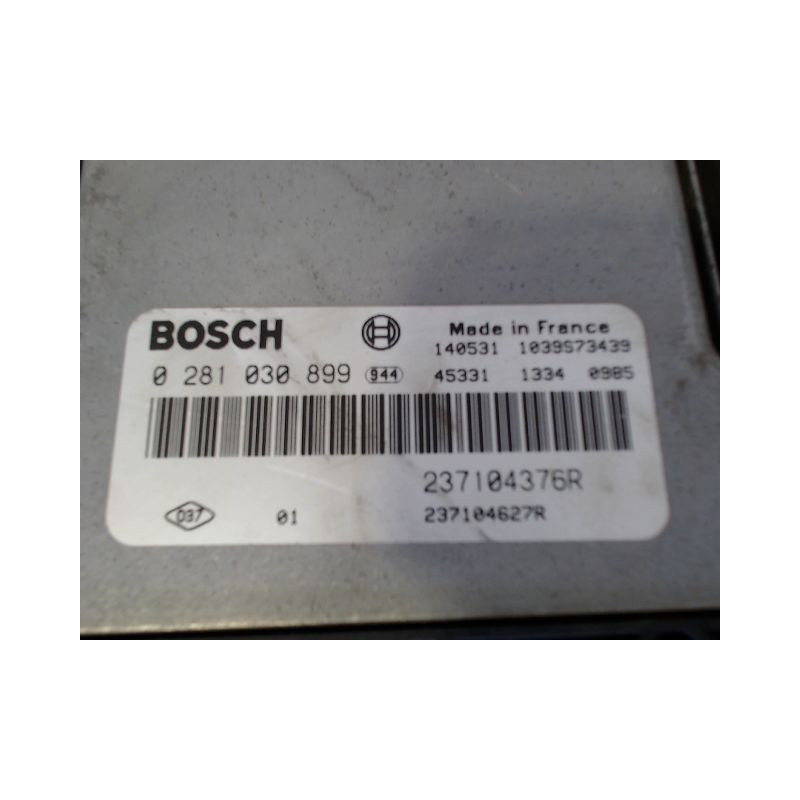 BOSCH
Made in France
140531 1039S73439
0 281 030 899 944 45331 1334 0985
237104376R
D37 01 237104627R